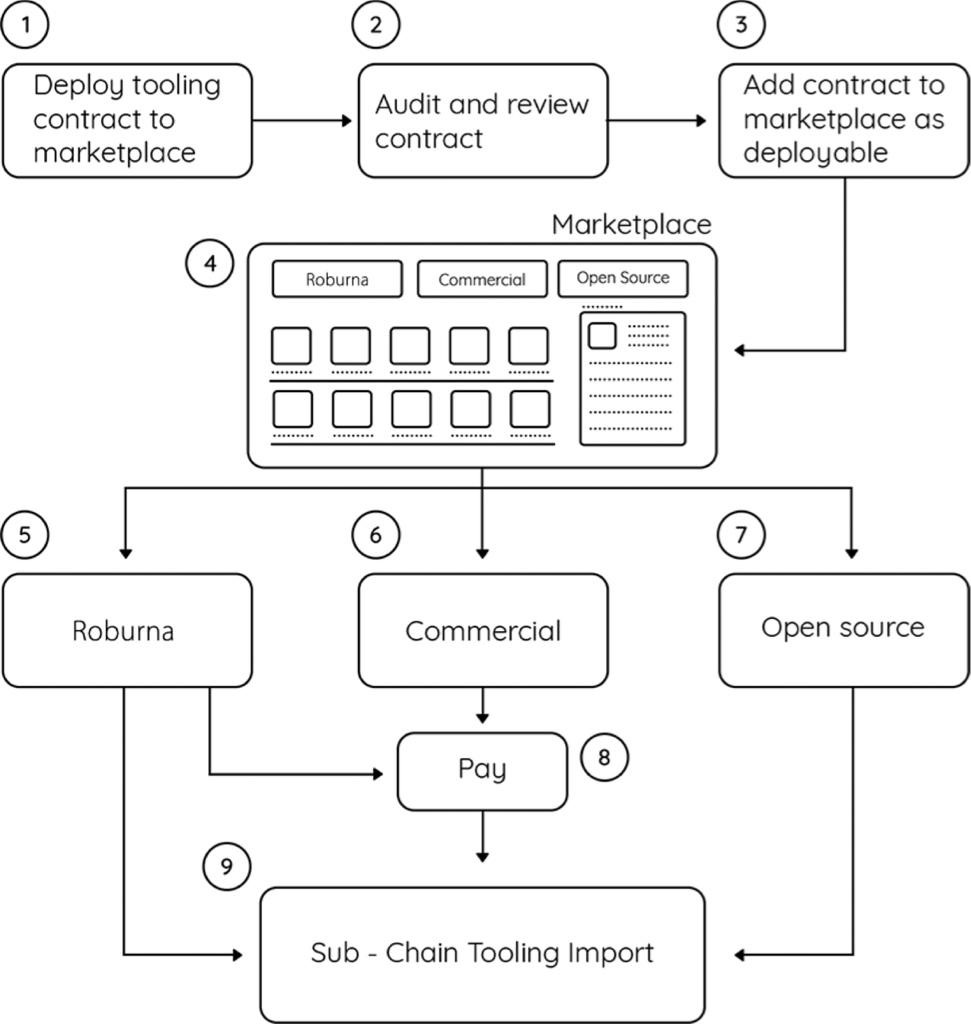 1
2
3
Deploy tooling
contract to
marketplace
Audit and review
contract
Add contract to
marketplace as
deployable
Marketplace
4
Roburna
Commercial
Open Source
5
6
7
Roburna
Commercial
Open source
Pay
8
9
Sub - Chain Tooling Import